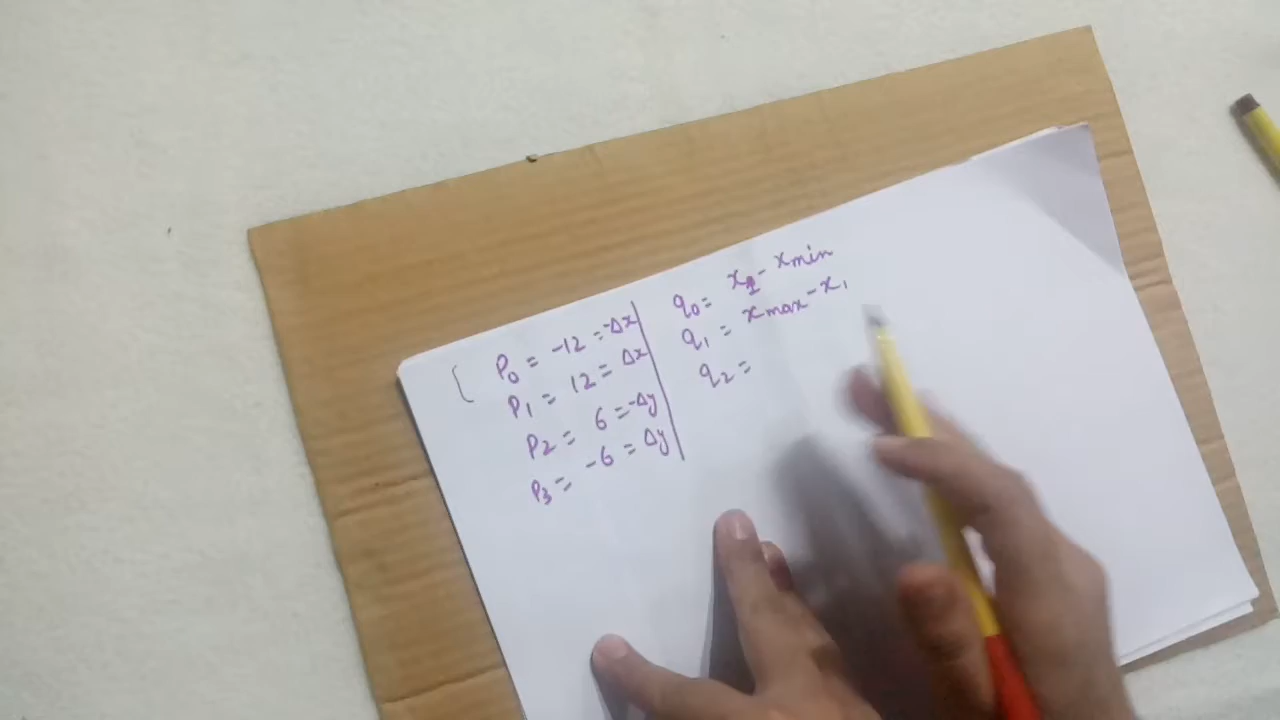 P0 = -12 = -Δx
P1 = 12 = Δx
P2 = 6 = -Δy
P3 = -6 = Δy
q0 = x1 - xmin
q1 = xmax - x1
q2 =